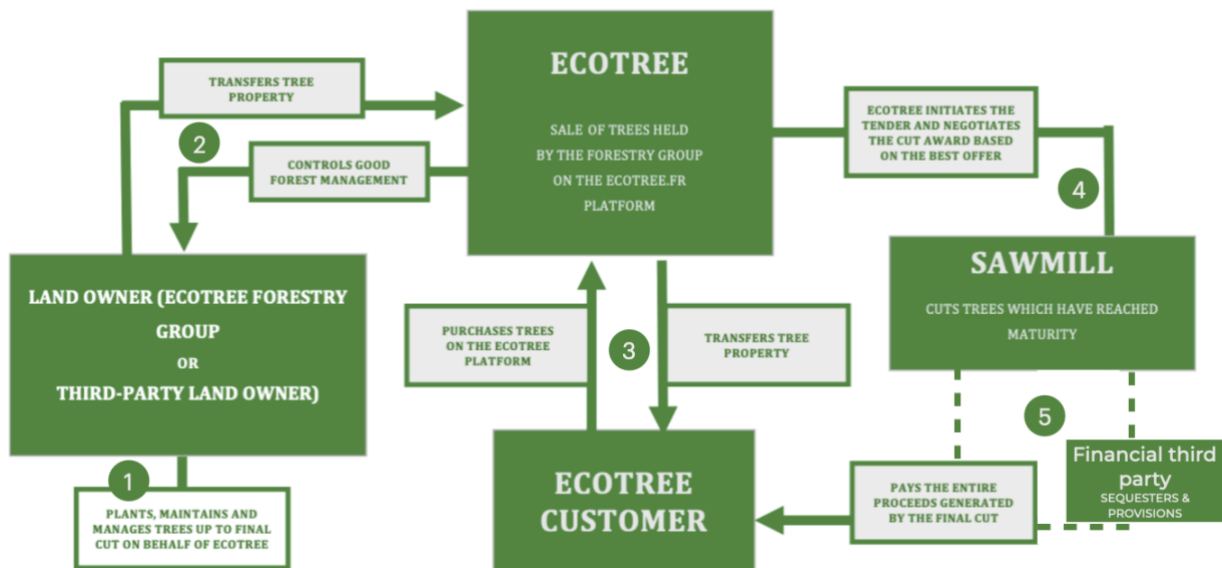 ECOTREE
SALE OF TREES HELD
BY THE FORESTRY GROUP
ON THE ECOTREE.FR
PLATFORM
TRANSFERS TREE
PROPERTY
2
CONTROLS GOOD
FOREST MANAGEMENT
ECOTREE INITIATES THE
TENDER AND NEGOTIATES
THE CUT AWARD BASED
ON THE BEST OFFER
4
LAND OWNER (ECOTREE FORESTRY
GROUP
OR
THIRD-PARTY LAND OWNER)
1
PLANTS, MAINTAINS AND
MANAGES TREES UP TO FINAL
CUT ON BEHALF OF ECOTREE
PURCHASES TREES
ON THE ECOTREE
PLATFORM
3
TRANSFERS TREE
PROPERTY
SAWMILL
CUTS TREES WHICH HAVE REACHED
MATURITY
5
Financial third
party
SEQUESTERS &
PROVISIONS
PAYS THE ENTIRE
PROCEEDS GENERATED
BY THE FINAL CUT
ECOTREE
CUSTOMER